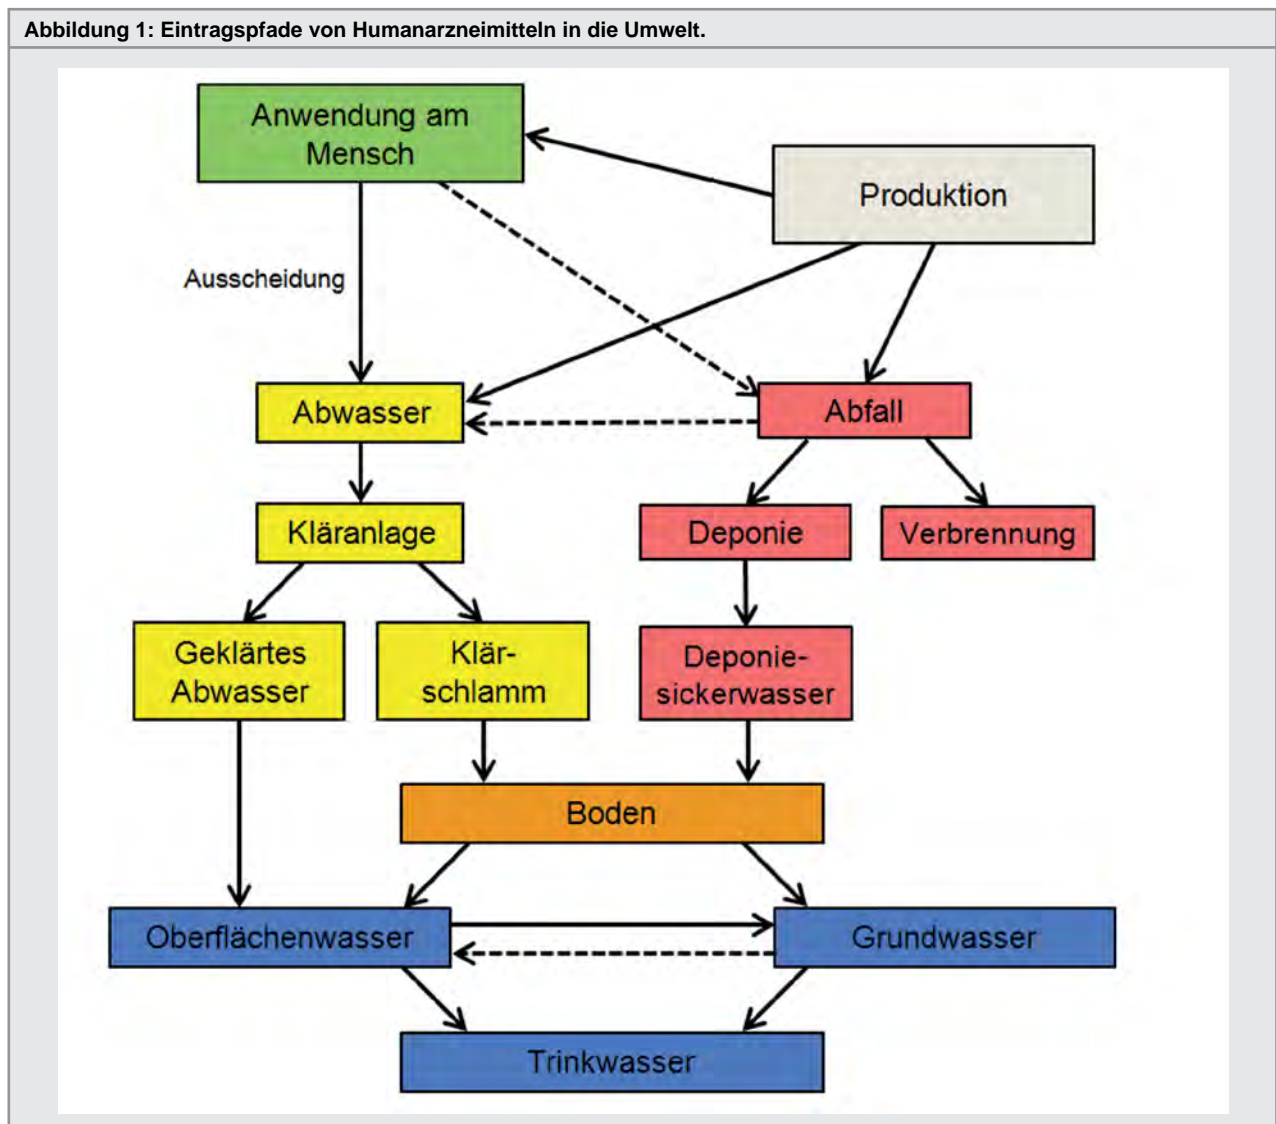 Abbildung 1: Eintragspfade von Humanarzneimitteln in die Umwelt.
Anwendung am
Mensch
Produktion
Ausscheidung
Abwasser
Abfall
Kläranlage
Deponie
Verbrennung
Geklärtes
Abwasser
Klär-
schlamm
Deponie-
sickerwasser
Boden
Oberflächenwasser
Grundwasser
Trinkwasser